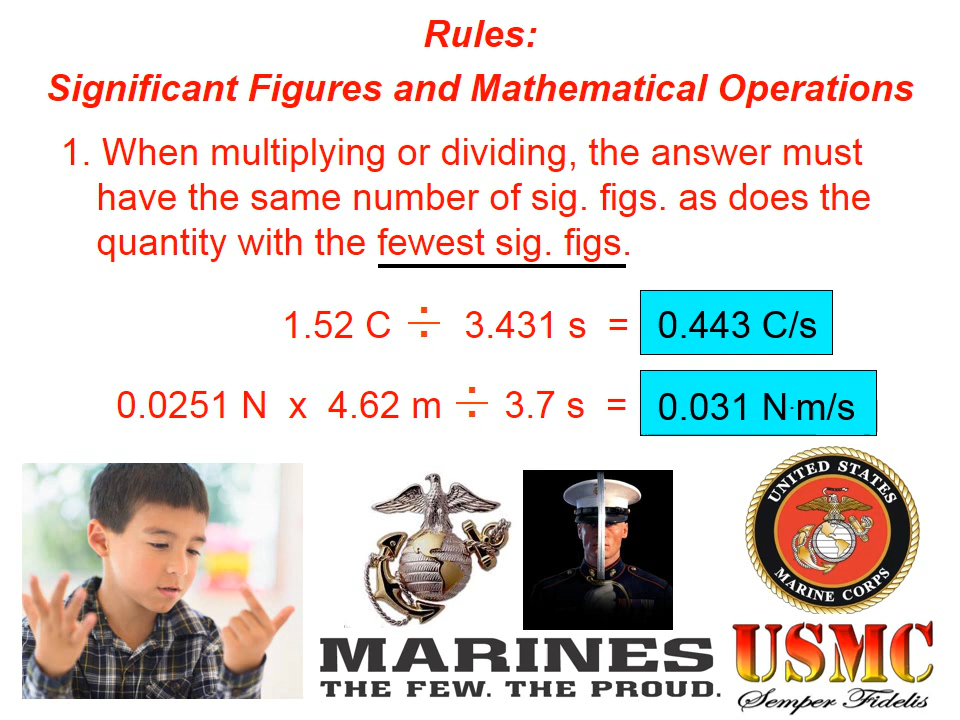 Rules:
Significant Figures and Mathematical Operations
1. When multiplying or dividing, the answer must
have the same number of sig. figs. as does the
quantity with the fewest sig. figs.
1.52 C ÷ 3.431 s = 0.443 C/s
0.0251 N x 4.62 m ÷ 3.7 s = 0.031 N·m/s
UNITED STATES
MARINE CORPS
MARINES
THE FEW. THE PROUD.
USMC
Semper Fidelis